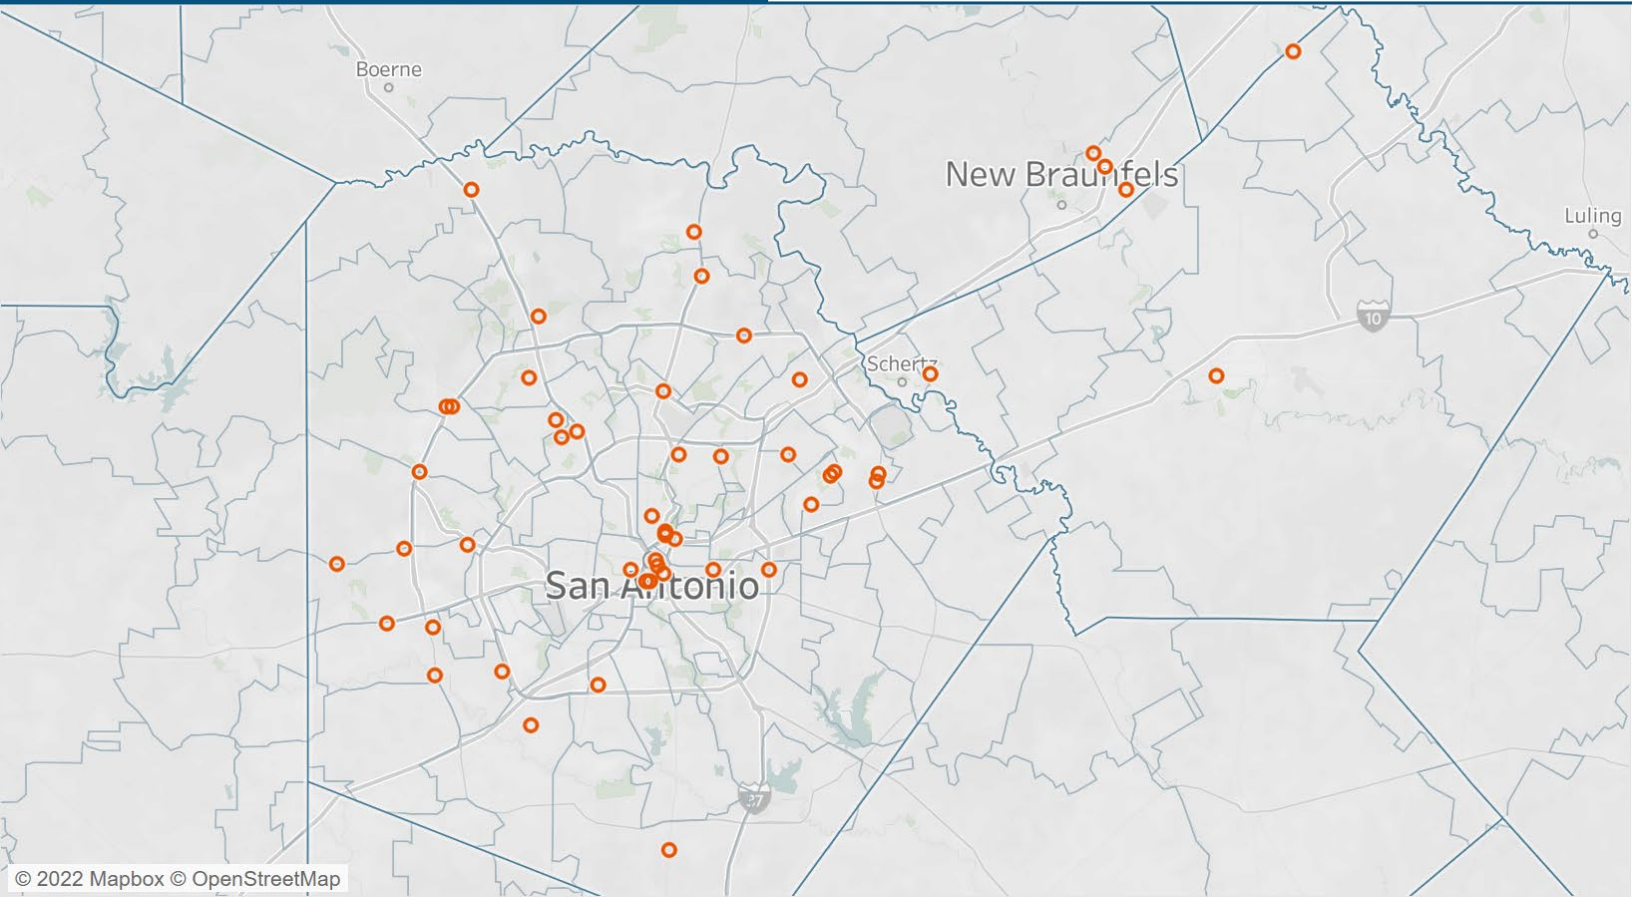 Boerne
New Braunfels
Luling
10
Schertz
San Antonio
37
© 2022 Mapbox © OpenStreetMap